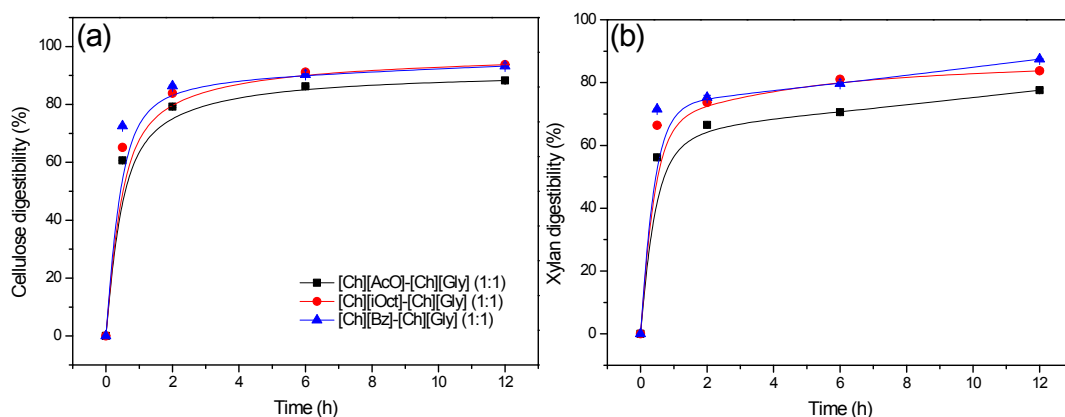 (a)
100
80
60
40
20
0
Cellulose digestibility (%)
[Ch][AcO]-[Ch][Gly] (1:1)
[Ch][iOct]-[Ch][Gly] (1:1)
[Ch][Bz]-[Ch][Gly] (1:1)
0 2 4 6 8 10 12
Time (h)
(b)
100
80
60
40
20
0
Xylan digestibility (%)
0 2 4 6 8 10 12
Time (h)